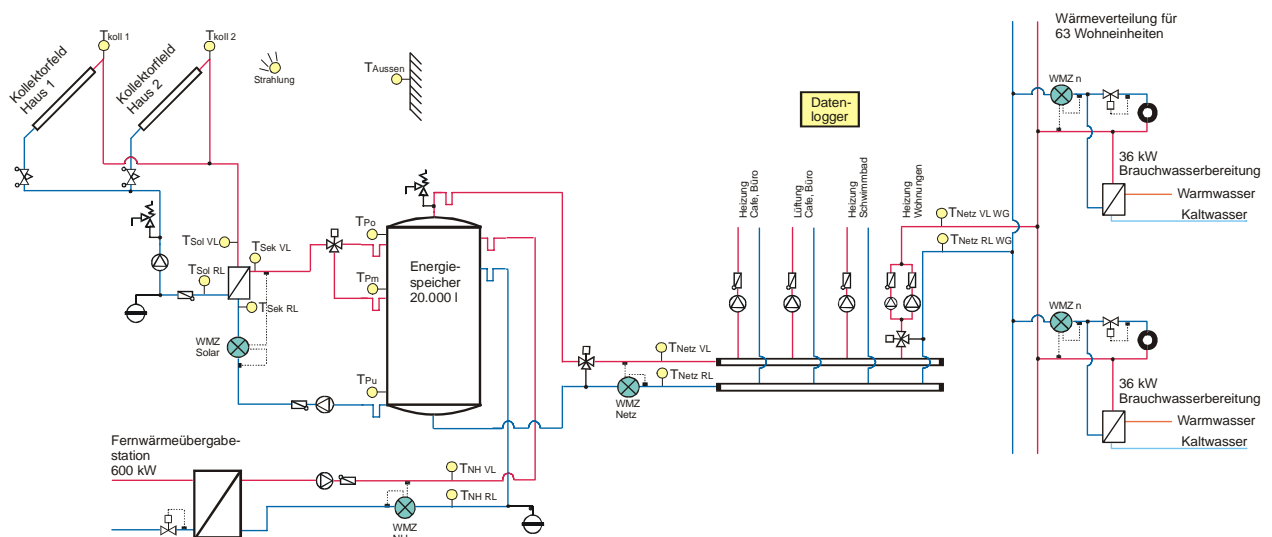 Kollektorfeld
Haus 1
Tkoll 1
Kollektorfleld
Haus 2
Tkoll 2
Strahlung
TAussen
Daten-
logger
Wärmeverteilung für
63 Wohneinheiten
WMZ n
36 kW
Brauchwasserbereitung
Warmwasser
Kaltwasser
Heizung
Cafe, Büro
Lüftung
Cafe, Büro
Heizung
Schwimmbad
Heizung
Wohnungen
TNetz VL WG
TNetz RL WG
TSol VL
TSek VL
TSol RL
TSek RL
WMZ
Solar
TPo
TPm
TPu
Energie-
speicher
20.000 l
TNetz VL
TNetz RL
WMZ
Netz
WMZ n
36 kW
Brauchwasserbereitung
Warmwasser
Kaltwasser
Fernwärmeübergabe-
station
600 kW
TNH VL
TNH RL
WMZ